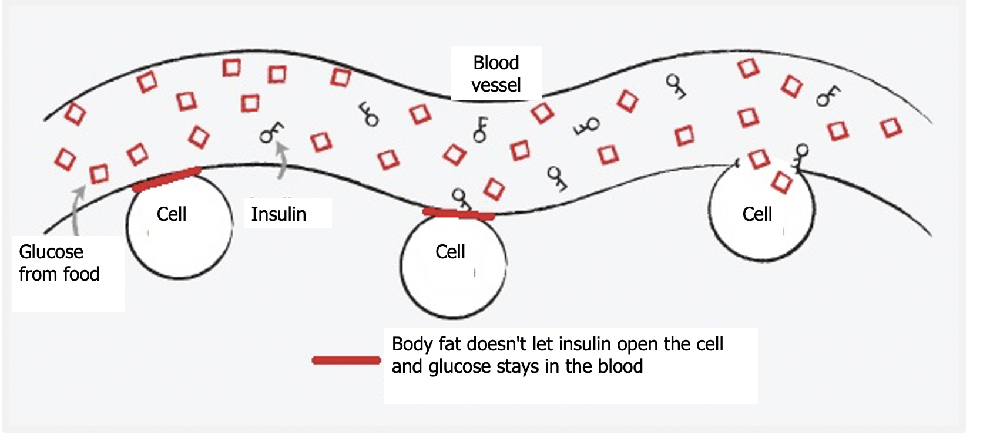 Blood
vessel
Cell
Insulin
Cell
Cell
Glucose
from food
Body fat doesn't let insulin open the cell
and glucose stays in the blood